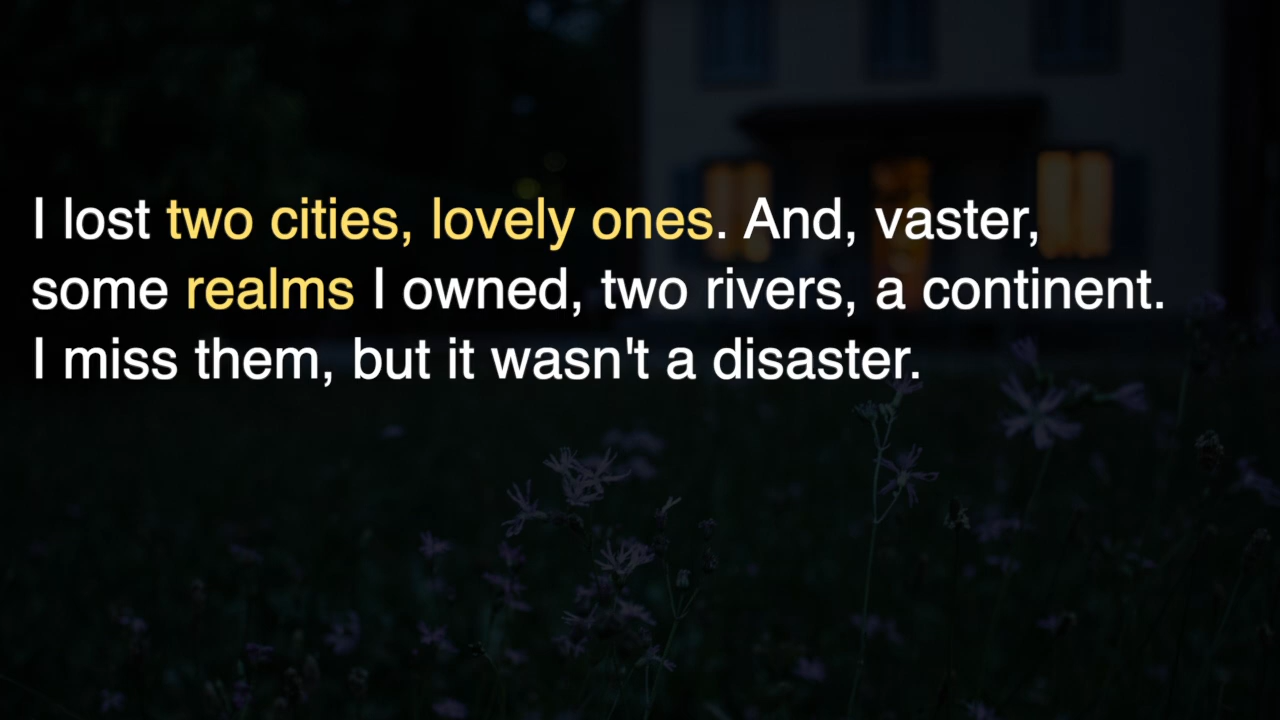 I lost two cities, lovely ones. And, vaster,
some realms I owned, two rivers, a continent.
I miss them, but it wasn't a disaster.